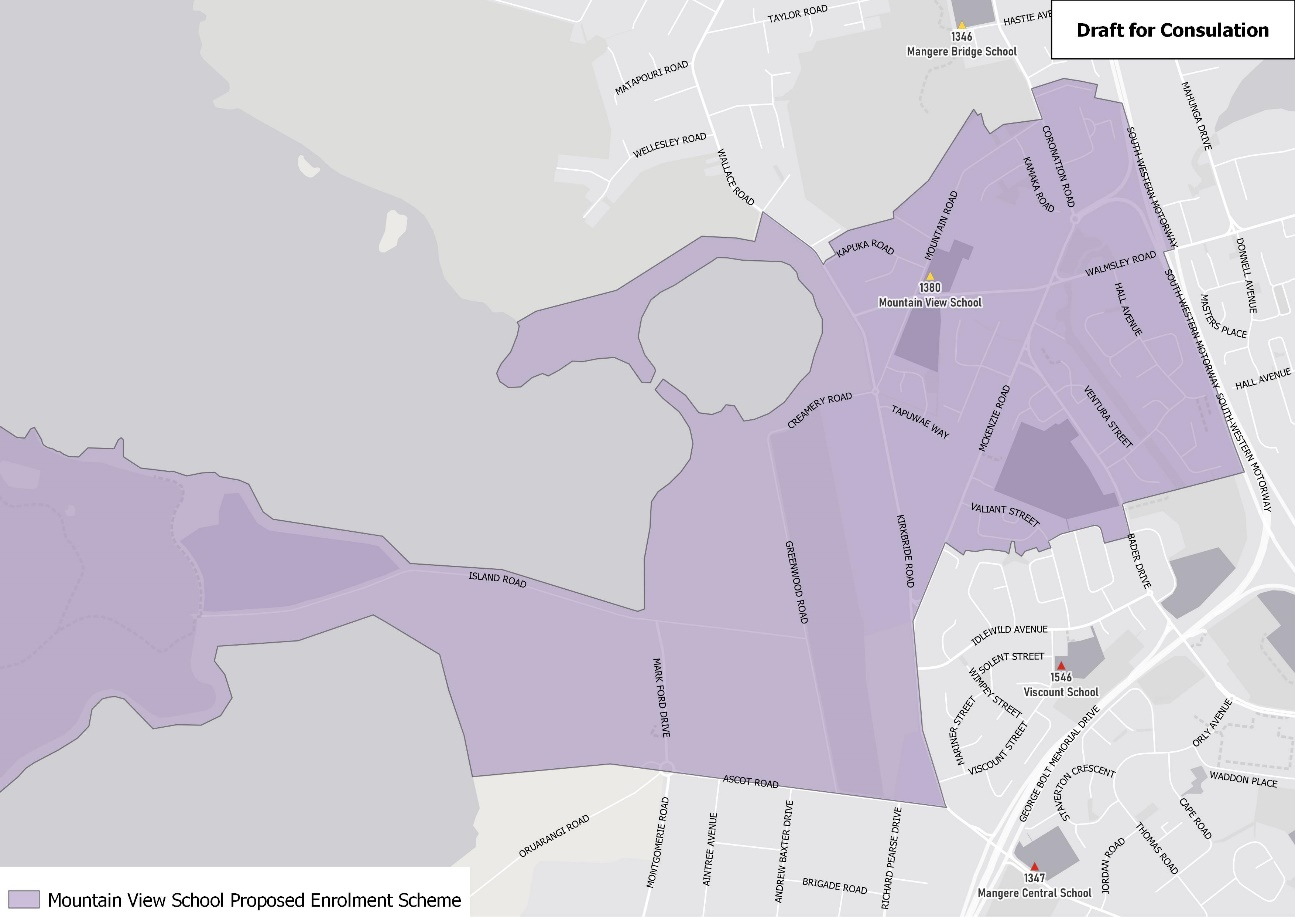 TAYLOR ROAD
HASTIE AVE
Draft for Consulation
1346
Mangere Bridge School
MATAPOURI ROAD
MAHUNGA DRIVE
WELLESLEY ROAD
WALLACE ROAD
CORONATION ROAD
KAMAKA ROAD
SOUTH-WESTERN MOTORWAY
MOUNTAIN ROAD
KAPUKA ROAD
WALMSLEY ROAD
DONNELL AVENUE
1380
Mountain View School
HALL AVENUE
MASTERS PLACE
SOUTH-WESTERN MOTORWAY
HALL AVENUE
SOUTH-WESTERN MOTORWAY
CREAMERY ROAD
TAPUWAE WAY
MCKENZIE ROAD
VENTURA STREET
VALIANT STREET
KIRKBRIDE ROAD
GREENWOOD ROAD
BADER DRIVE
ISLAND ROAD
IDLEWILD AVENUE
SOLENT STREET
1546
Viscount School
WIMPEY STREET
MARK FORD DRIVE
MARINER STREET
VISCOUNT STREET
GEORGE BOLT MEMORIAL DRIVE
ORLY AVENUE
ASCOT ROAD
STAVERTON CRESCENT
WADDON PLACE
ORUARANGI ROAD
MONTGOMERIE ROAD
AINTREE AVENUE
ANDREW BAXTER DRIVE
RICHARD PEARSE DRIVE
BRIGADE ROAD
CAPE ROAD
THOMAS ROAD
JORDAN ROAD
1347
Mangere Central School
Mountain View School Proposed Enrolment Scheme